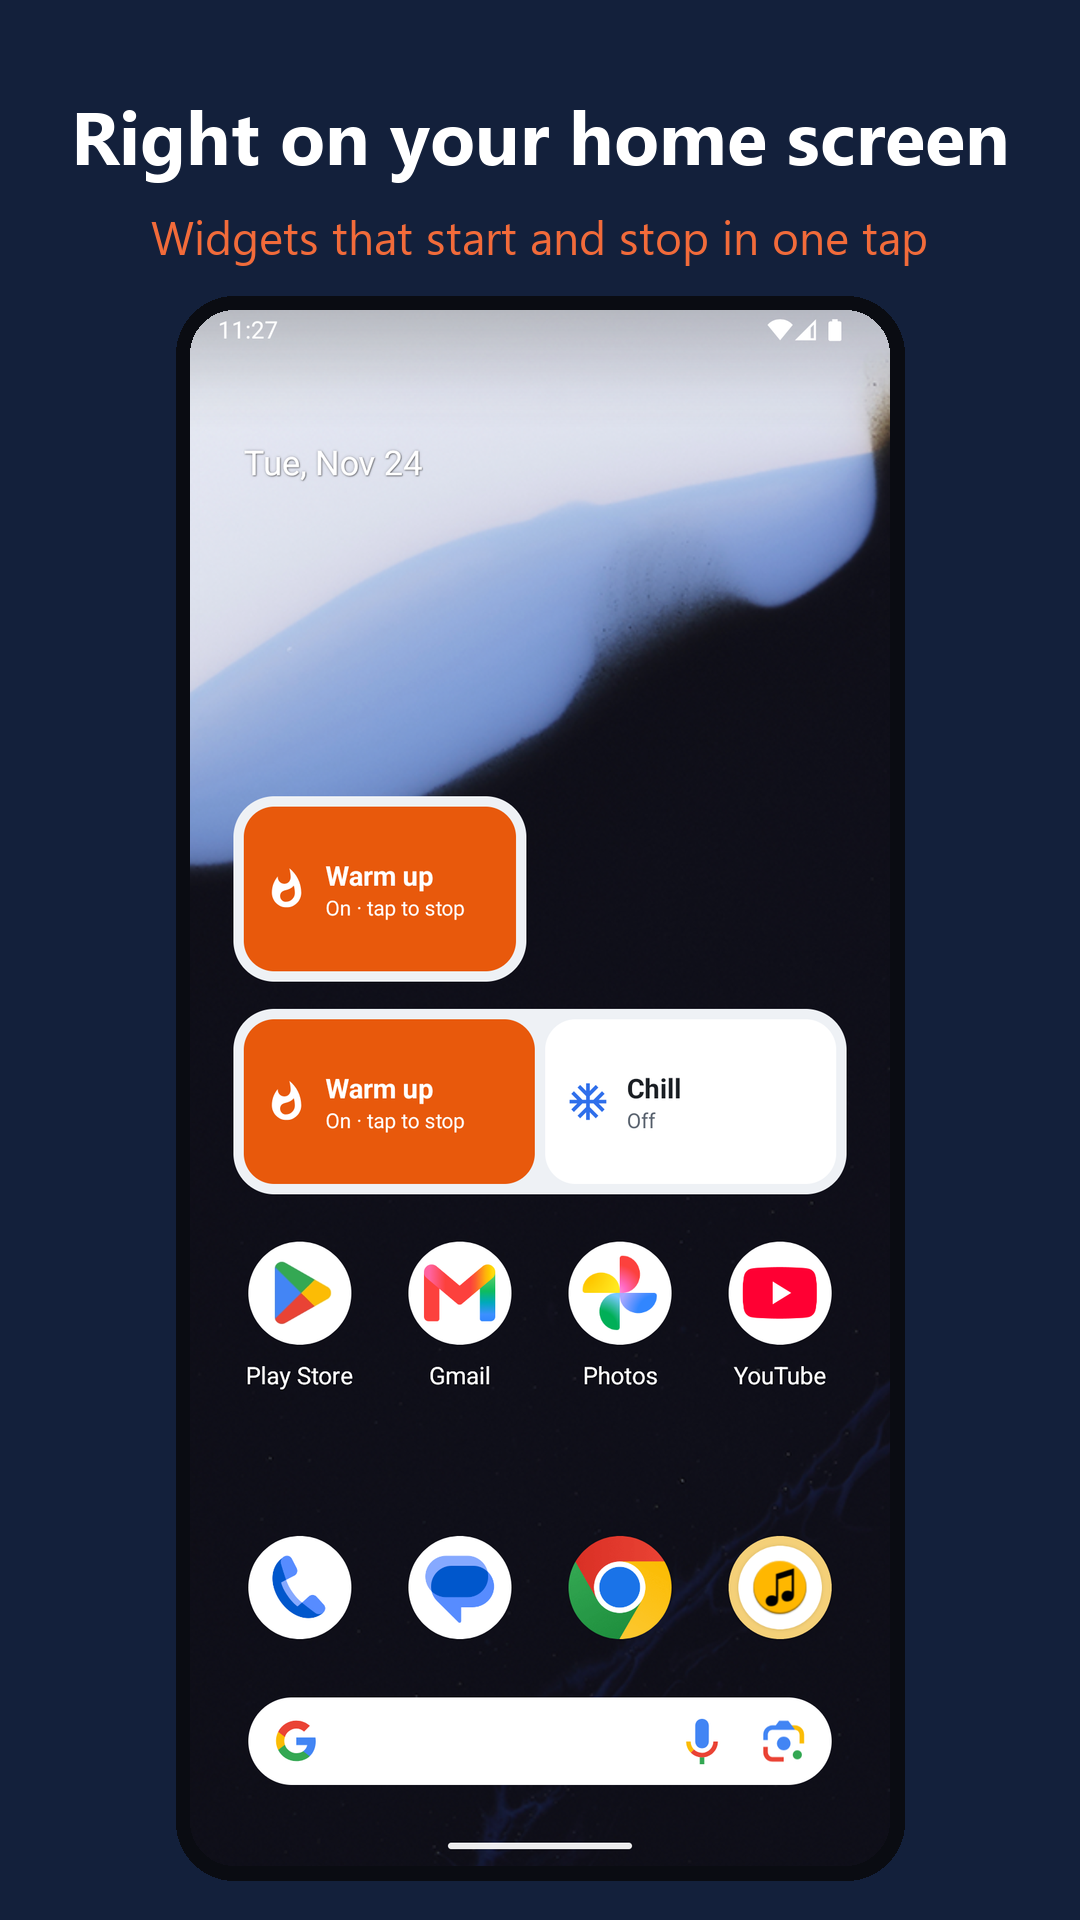 Right on your home screen
Widgets that start and stop in one tap
11:27
Tue, Nov 24
Warm up
On · tap to stop
Warm up
On · tap to stop
Chill
Off
Play Store
Gmail
Photos
YouTube